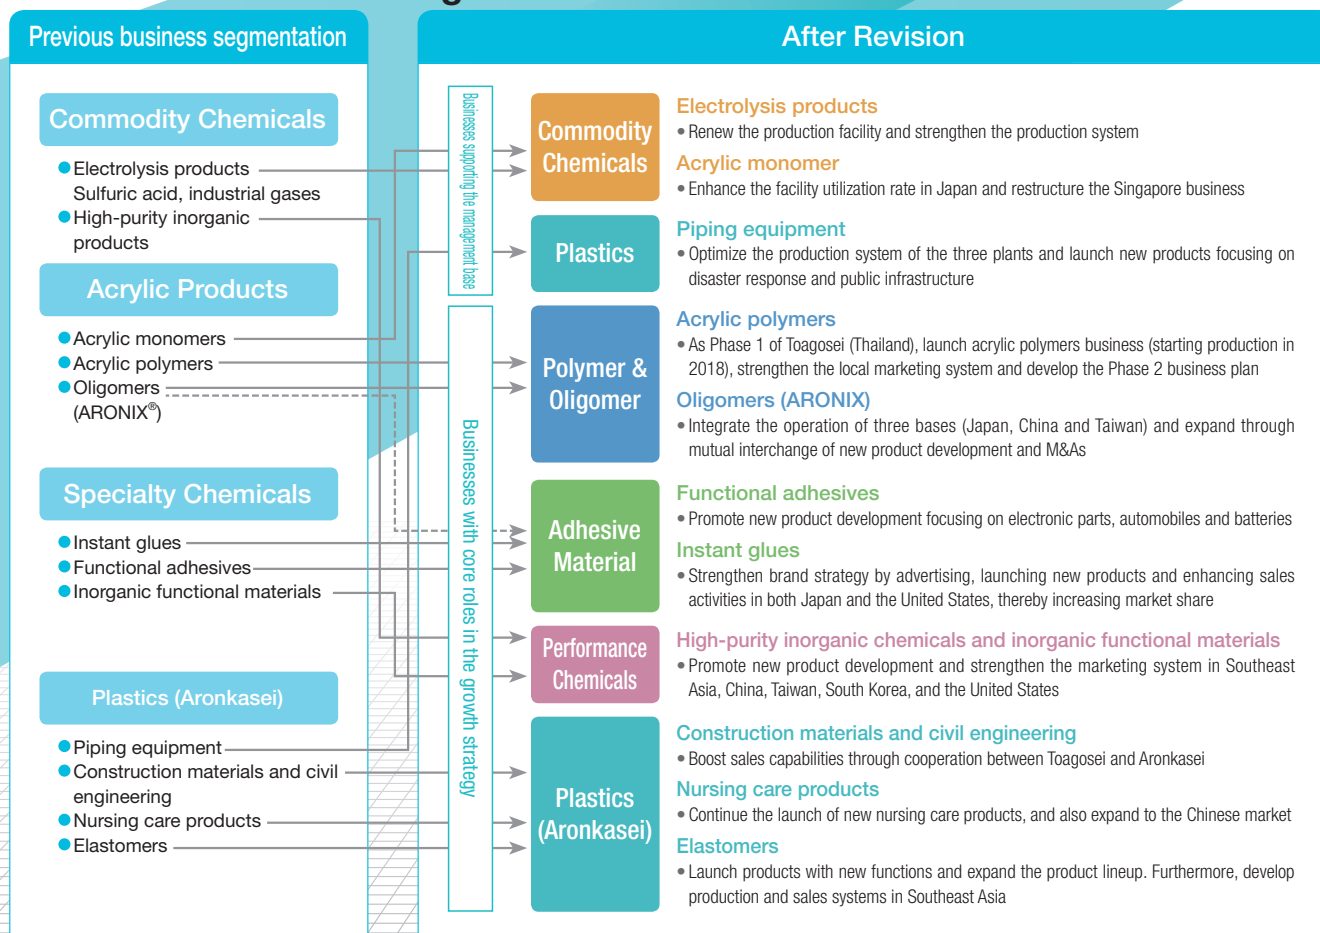 Previous business segmentation
Commodity Chemicals
●Electrolysis products
Sulfuric acid, industrial gases
●High-purity inorganic
products
Acrylic Products
●Acrylic monomers
●Acrylic polymers
●Oligomers
(ARONIX®)
Specialty Chemicals
●Instant glues
●Functional adhesives
●Inorganic functional materials
Plastics (Aronkasei)
●Piping equipment
●Construction materials and civil
engineering
●Nursing care products
●Elastomers
After Revision
Businesses supporting the management base
Commodity
Chemicals
Electrolysis products
• Renew the production facility and strengthen the production system
Acrylic monomer
• Enhance the facility utilization rate in Japan and restructure the Singapore business
Plastics
Piping equipment
• Optimize the production system of the three plants and launch new products focusing on
disaster response and public infrastructure
Businesses with core roles in the growth strategy
Polymer &
Oligomer
Acrylic polymers
• As Phase 1 of Toagosei (Thailand), launch acrylic polymers business (starting production in
2018), strengthen the local marketing system and develop the Phase 2 business plan
Oligomers (ARONIX)
• Integrate the operation of three bases (Japan, China and Taiwan) and expand through
mutual interchange of new product development and M&As
Adhesive
Material
Functional adhesives
• Promote new product development focusing on electronic parts, automobiles and batteries
Instant glues
• Strengthen brand strategy by advertising, launching new products and enhancing sales
activities in both Japan and the United States, thereby increasing market share
Performance
Chemicals
High-purity inorganic chemicals and inorganic functional materials
• Promote new product development and strengthen the marketing system in Southeast
Asia, China, Taiwan, South Korea, and the United States
Plastics
(Aronkasei)
Construction materials and civil engineering
• Boost sales capabilities through cooperation between Toagosei and Aronkasei
Nursing care products
• Continue the launch of new nursing care products, and also expand to the Chinese market
Elastomers
• Launch products with new functions and expand the product lineup. Furthermore, develop
production and sales systems in Southeast Asia